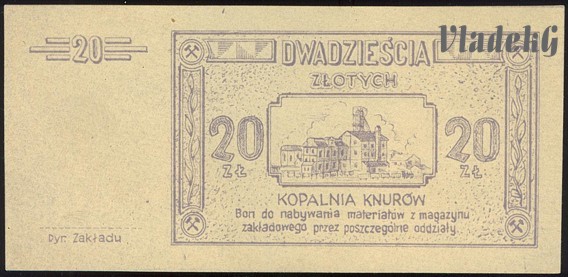 VladekG
20
DWADZIEŚCIA
ZŁOTYCH
20
ZŁ
20
ZŁ
KOPALNIA KNURÓW
Bon do nabywania materiałów z magazynu
zakładowego przez poszczególne oddziały.
Dyr. Zakładu